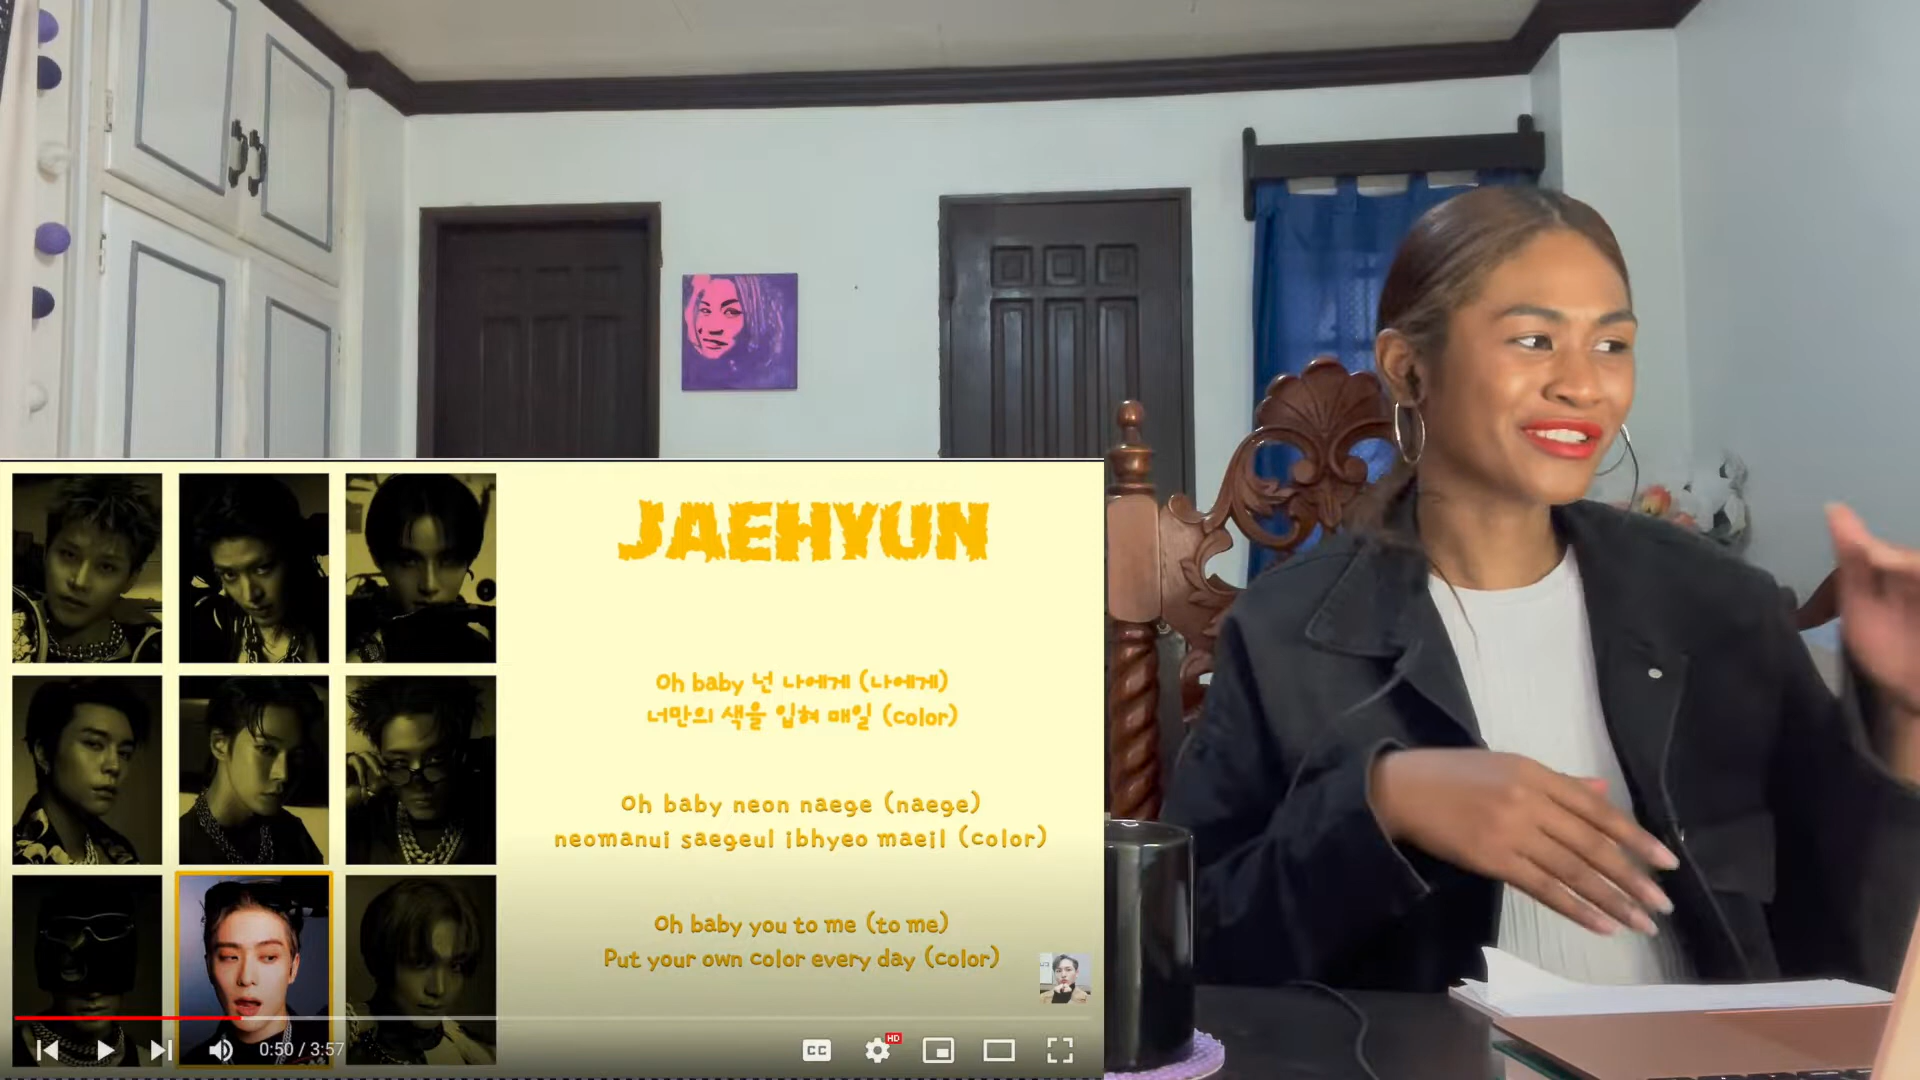 JAEHYUN
Oh baby 넌 나에게 (나에게)
너만의 색을 입혀 매일 (color)
Oh baby neon naege (naege)
neomanui saegeul ibhyeo maeil (color)
Oh baby you to me (to me)
Put your own color every day (color)
0:50 / 3:57
CC
HD